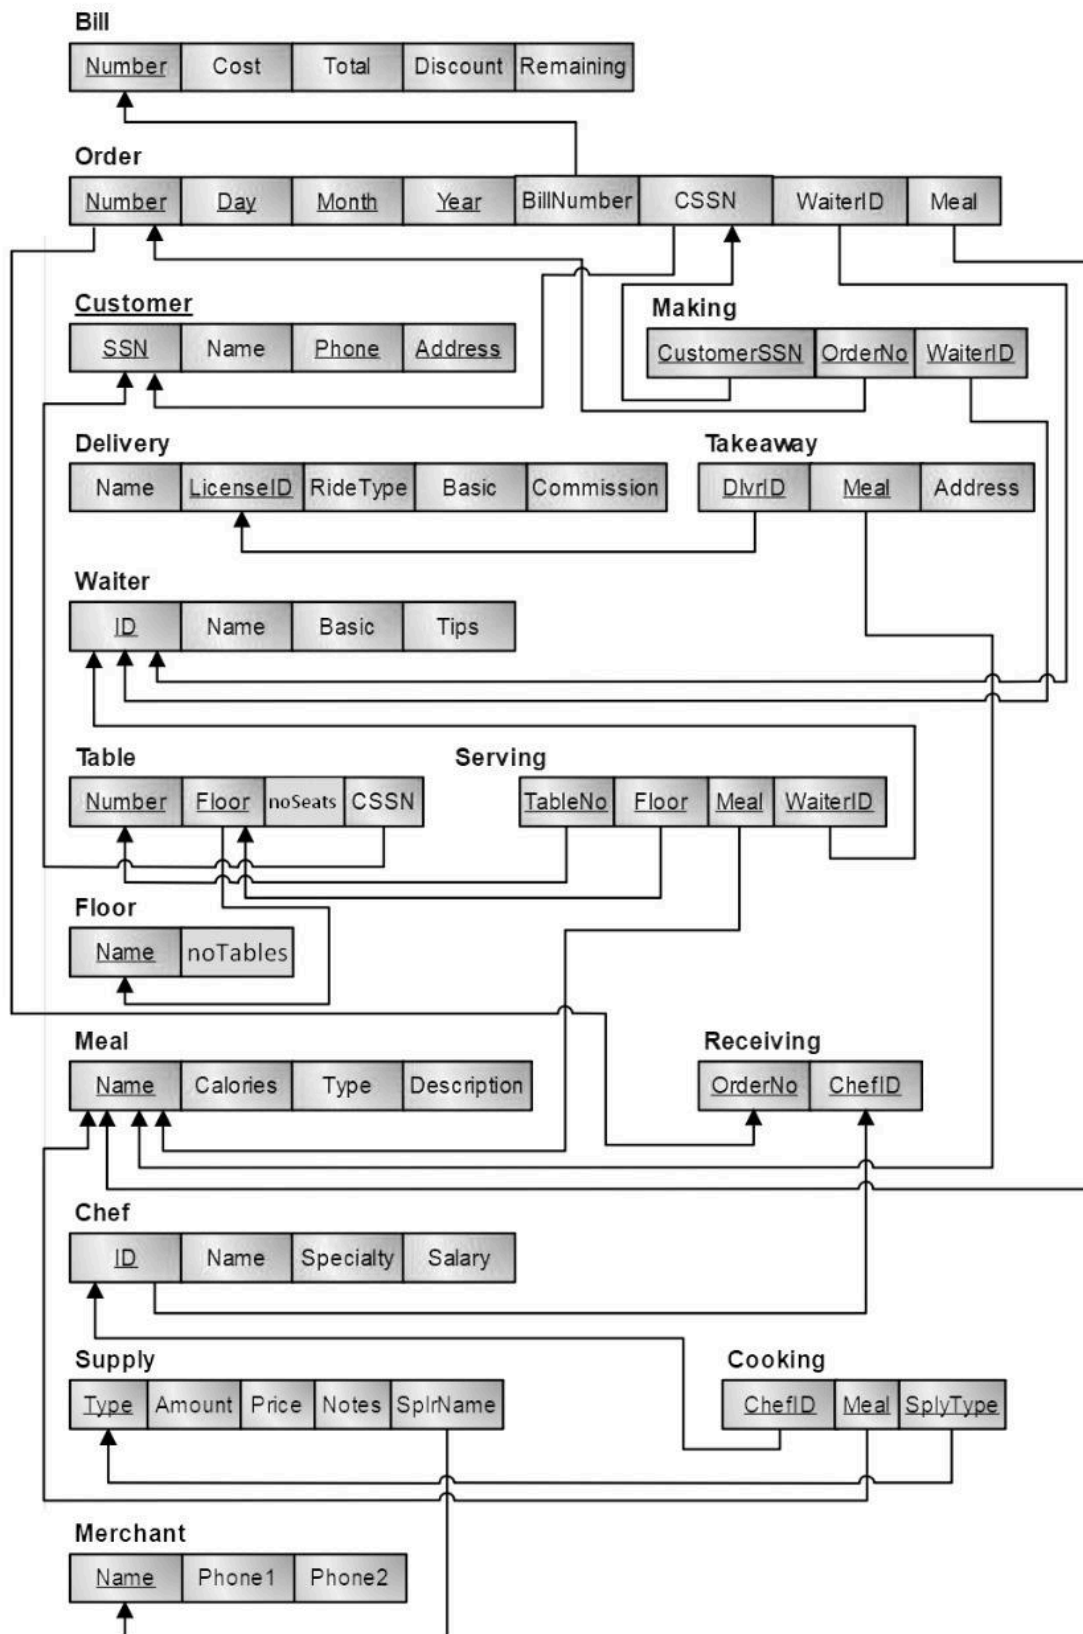 Bill
Number Cost Total Discount Remaining
Order
Number Day Month Year BillNumber CSSN WaiterID Meal
Customer
SSN Name Phone Address
Making
CustomerSSN OrderNo WaiterID
Delivery
Name LicenseID RideType Basic Commission
Takeaway
DlvrID Meal Address
Waiter
ID Name Basic Tips
Table
Number Floor noSeats CSSN
Serving
TableNo Floor Meal WaiterID
Floor
Name noTables
Meal
Name Calories Type Description
Receiving
OrderNo ChefID
Chef
ID Name Specialty Salary
Supply
Type Amount Price Notes SplrName
Cooking
ChefID Meal SplyType
Merchant
Name Phone1 Phone2